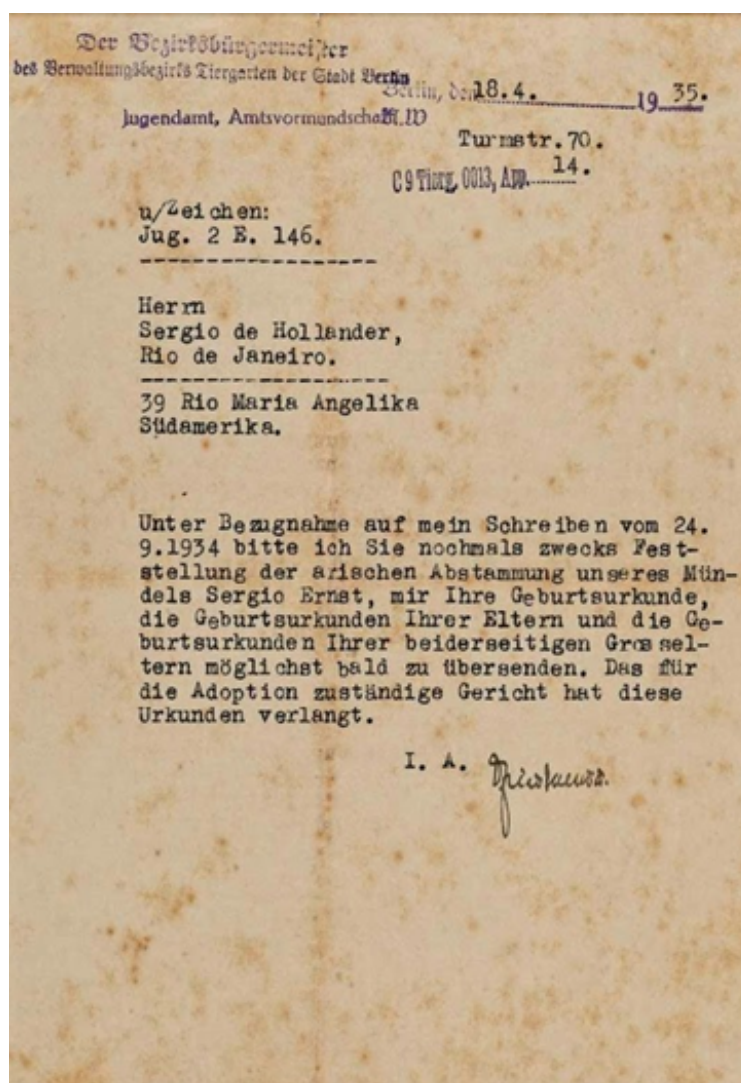 Der Bezirksbürgermeister
des Verwaltungsbezirks Tiergarten der Stadt Berlin
Berlin, den 18.4. 19 35.
Jugendamt, Amtsvormundschaft
Turmstr.70.
C 9 Tierg. 0013, App. 14.
u/Zeichen:
Jug. 2 E. 146.
Herrn
Sergio de Hollander,
Rio de Janeiro.
39 Rio Maria Angelika
Südamerika.
Unter Bezugnahme auf mein Schreiben vom 24.
9.1934 bitte ich Sie nochmals zwecks Fest-
stellung der arischen Abstammung unseres Mün-
dels Sergio Ernst, mir Ihre Geburtsurkunde,
die Geburtsurkunden Ihrer Eltern und die Ge-
burtsurkunden Ihrer beiderseitigen Grossel-
tern möglichst bald zu übersenden. Das für
die Adoption zuständige Gericht hat diese
Urkunden verlangt.
I. A.